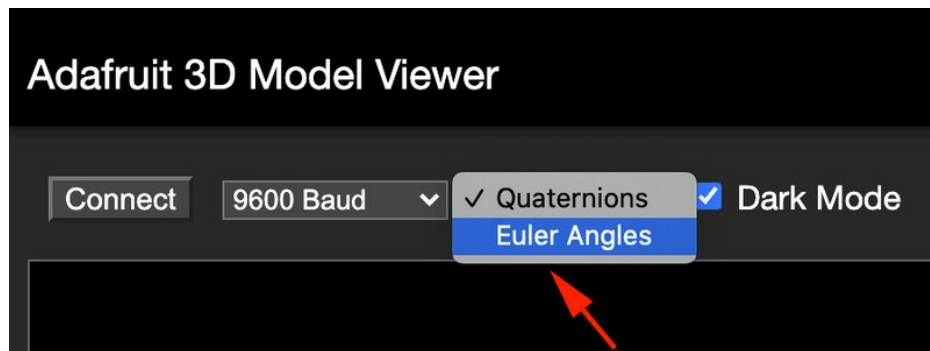 Adafruit 3D Model Viewer
Connect 9600 Baud ✓ Quaternions Dark Mode
Euler Angles